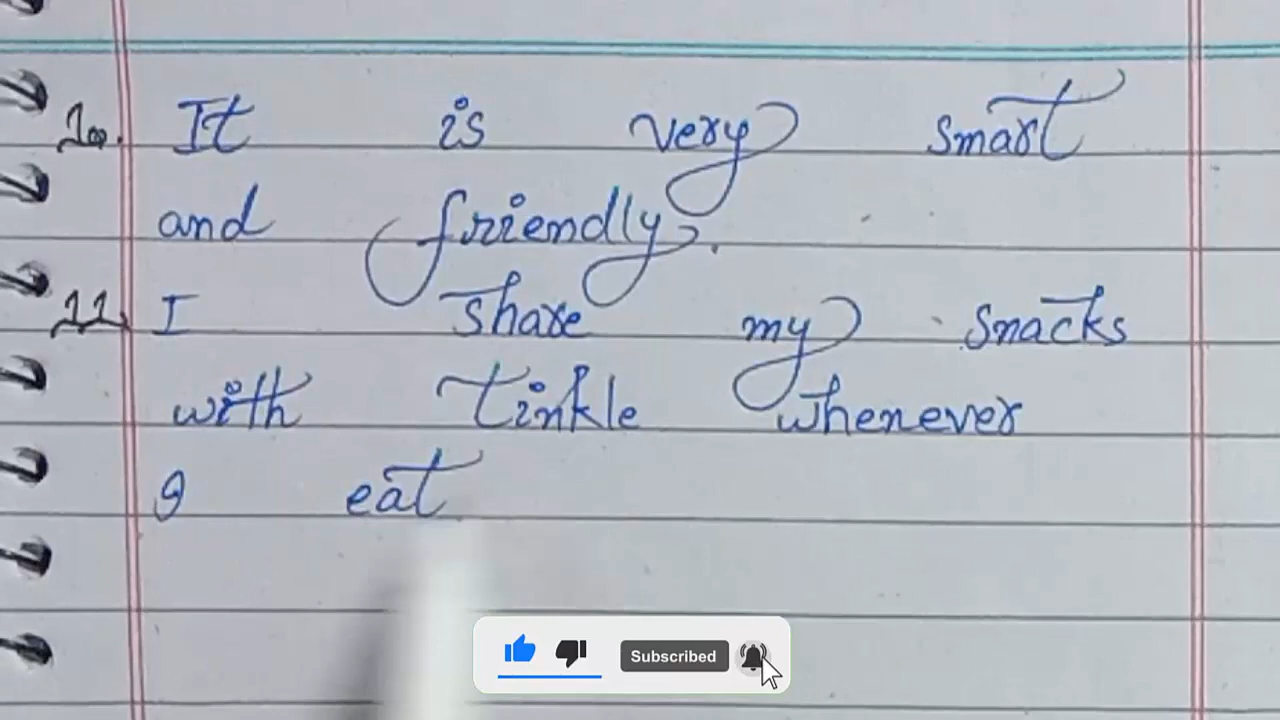 10. It is very smart
and friendly.
11. I share my snacks
with Tinkle whenever
I eat
Subscribed